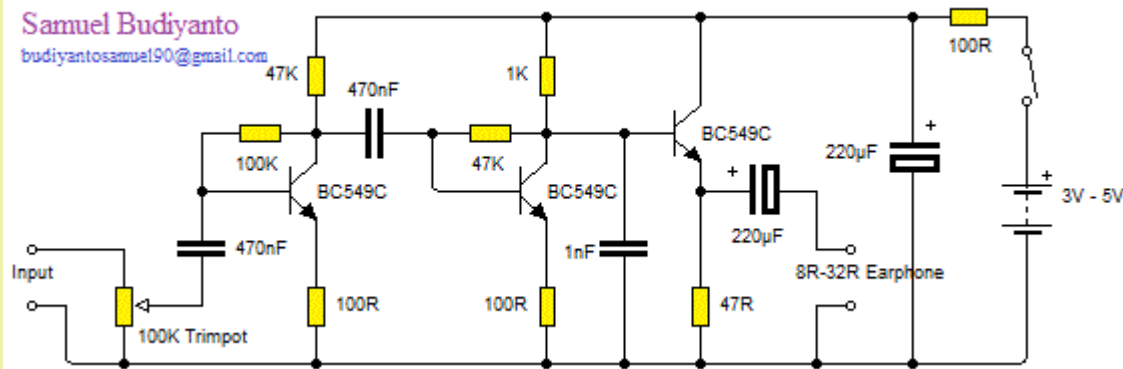 Samuel Budiyanto
budiyantosamuel90@gmail.com
47K
470nF
1K
100R
100K
47K
BC549C
220µF
+
+
BC549C
BC549C
+
3V - 5V
470nF
1nF
220µF
Input
8R-32R Earphone
100R
100R
47R
100K Trimpot